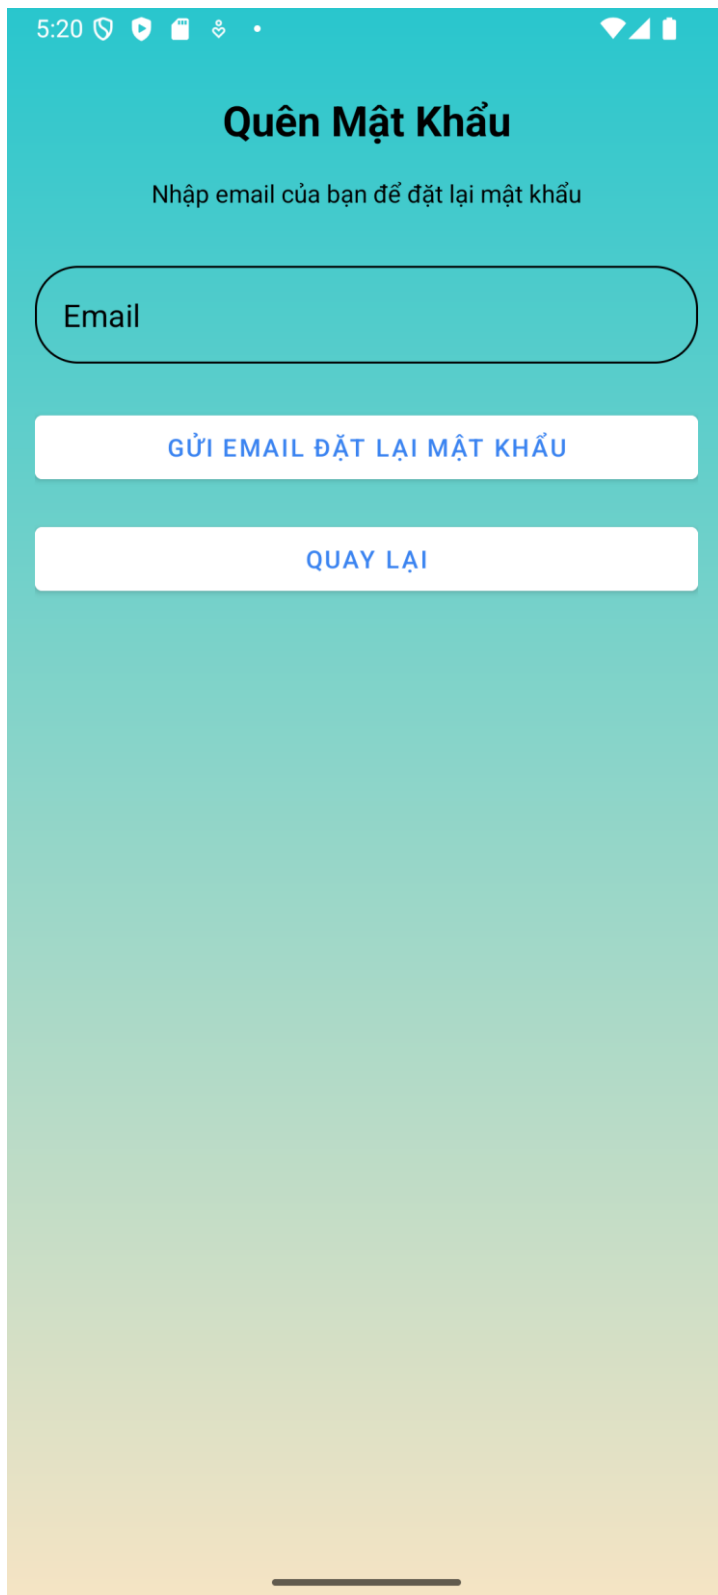 5:20
Quên Mật Khẩu
Nhập email của bạn để đặt lại mật khẩu
Email
GỬI EMAIL ĐẶT LẠI MẬT KHẨU
QUAY LẠI